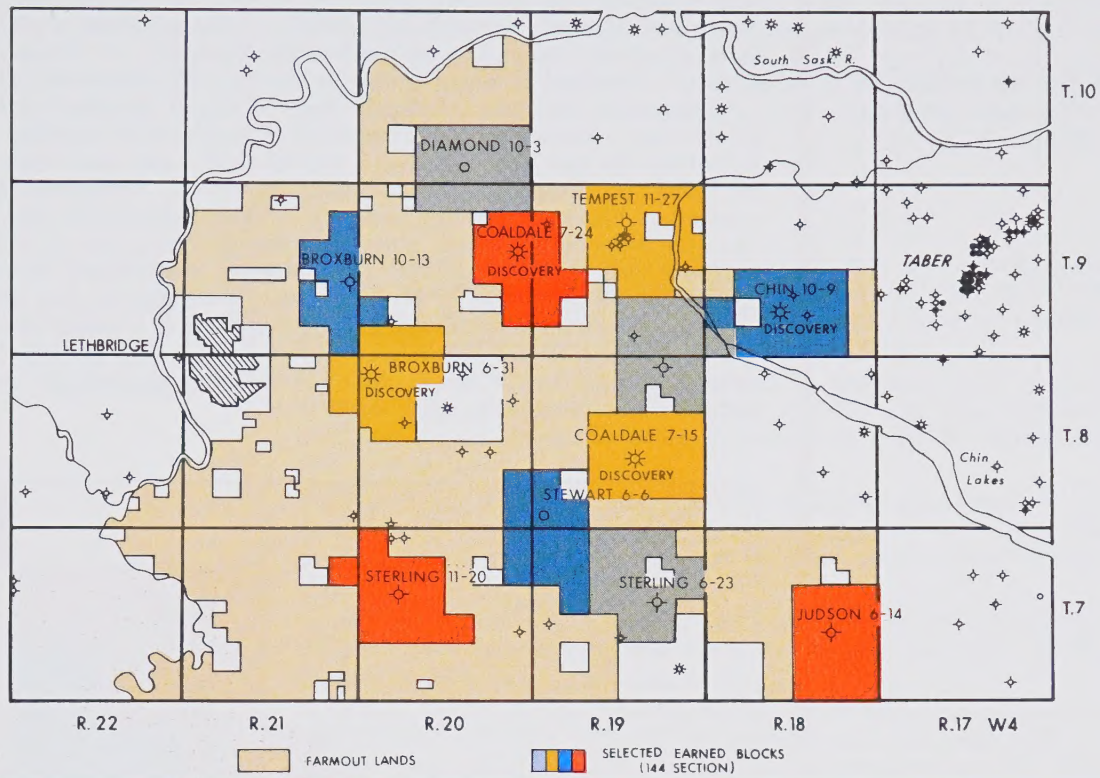 South Sask. R.
T. 10
DIAMOND 10-3
TEMPEST 11-27
COALDALE 7-24
DISCOVERY
BROXBURN 10-13
TABER
T. 9
CHIN 10-9
DISCOVERY
LETHBRIDGE
BROXBURN 6-31
DISCOVERY
COALDALE 7-15
DISCOVERY
T. 8
Chin
Lakes
STEWART 6-6
STERLING 11-20
STERLING 6-23
JUDSON 6-14
T. 7
R. 22 R. 21 R. 20 R. 19 R. 18 R. 17 W4
FARMOUT LANDS
SELECTED EARNED BLOCKS
(144 SECTION)